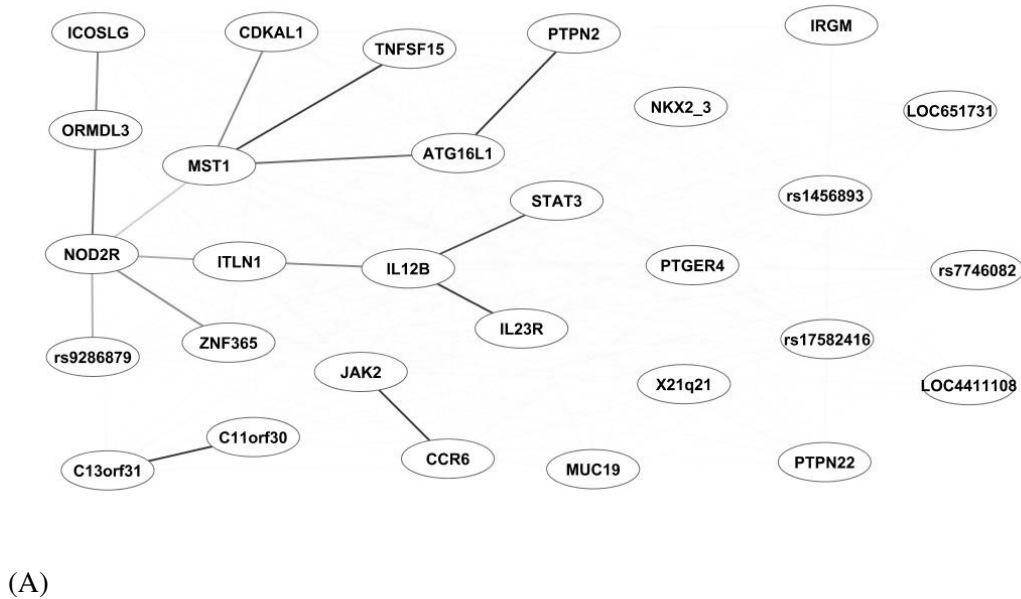 ICOSLG
CDKAL1
TNFSF15
PTPN2
IRGM
NKX2_3
LOC651731
ORMDL3
MST1
ATG16L1
rs1456893
STAT3
NOD2R
ITLN1
IL12B
PTGER4
rs7746082
IL23R
ZNF365
rs17582416
rs9286879
JAK2
X21q21
LOC4411108
C11orf30
CCR6
C13orf31
MUC19
PTPN22
(A)